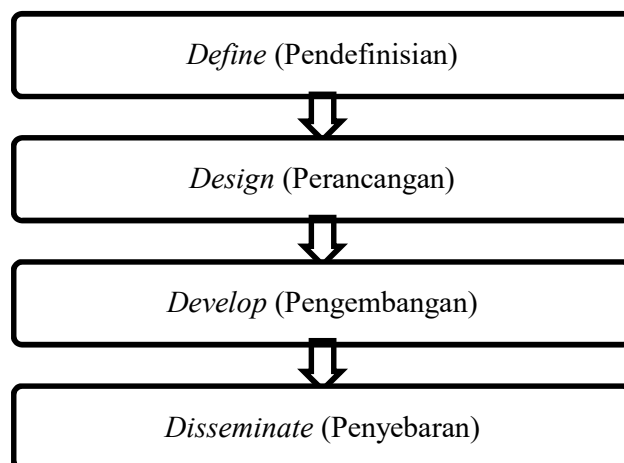 Define (Pendefinisian)
Design (Perancangan)
Develop (Pengembangan)
Disseminate (Penyebaran)